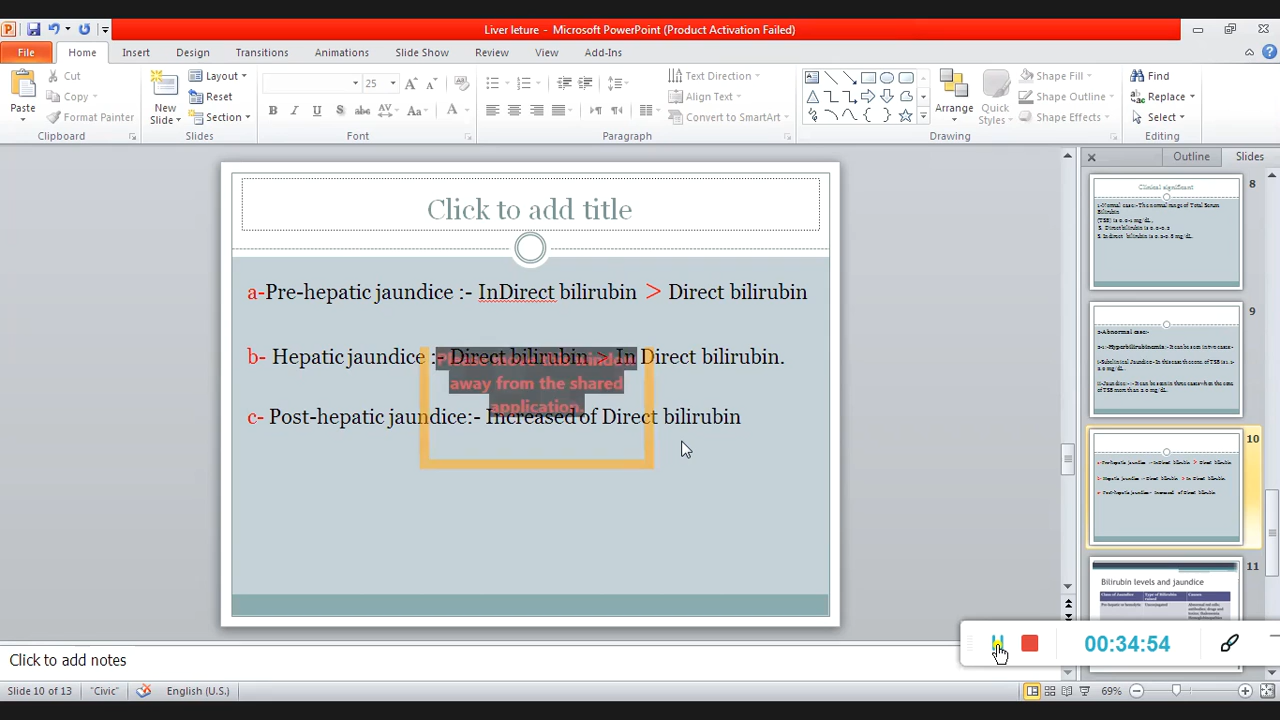 Liver leture - Microsoft PowerPoint (Product Activation Failed)
File Home Insert Design Transitions Animations Slide Show Review View Add-Ins
Cut
Copy
Format Painter
Paste
Clipboard
New
Slide
Layout
Reset
Section
Slides
25
B I U S abc AV Aa A
Font
Text Direction
Align Text
Convert to SmartArt
Paragraph
Arrange
Quick
Styles
Shape Fill
Shape Outline
Shape Effects
Drawing
Find
Replace
Select
Editing
Click to add title
a-Pre-hepatic jaundice :- InDirect bilirubin > Direct bilirubin
b- Hepatic jaundice :- Direct bilirubin > In Direct bilirubin.
c- Post-hepatic jaundice:- Increased of Direct bilirubin
away from the shared
application.
Outline Slides
8
Clinical significant
9
10
11
Bilirubin levels and jaundice
00:34:54
Click to add notes
Slide 10 of 13 "Civic" English (U.S.) 69%